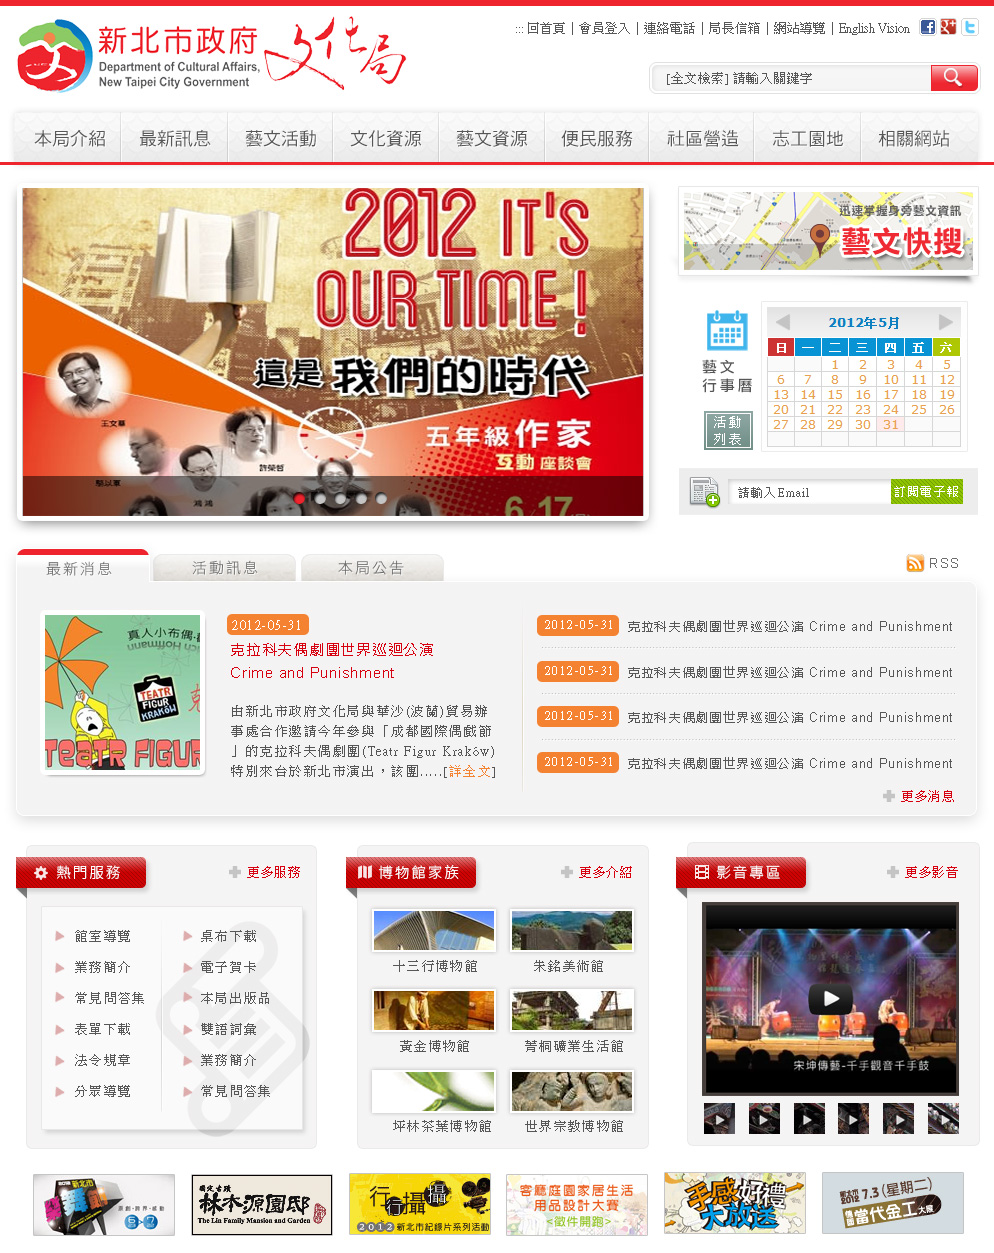 ::: 回首頁 | 會員登入 | 連絡電話 | 局長信箱 | 網站導覽 | English Vision
新北市政府 文化局
Department of Cultural Affairs,
New Taipei City Government
[全文檢索] 請輸入關鍵字
本局介紹 最新訊息 藝文活動 文化資源 藝文資源 便民服務 社區營造 志工園地 相關網站
2012 IT'S
OUR TIME!
這是 我們的時代
王文華
五年級作家
許榮哲
互動座談會
駱以軍
鴻鴻
6.17
迅速掌握身旁藝文資訊
藝文快搜
藝文
行事曆
活動
列表
2012年5月
日 一 二 三 四 五 六
1 2 3 4 5
6 7 8 9 10 11 12
13 14 15 16 17 18 19
20 21 22 23 24 25 26
27 28 29 30 31
請輸入Email 訂閱電子報
最新消息 活動訊息 本局公告
RSS
真人小布偶
TEATR
FIGUR
KRAKÓW
TEATR FIGUR
2012-05-31
克拉科夫偶劇團世界巡迴公演
Crime and Punishment
由新北市政府文化局與華沙(波蘭)貿易辦
事處合作邀請今年參與「成都國際偶戲節
」的克拉科夫偶劇團(Teatr Figur Kraków)
特別來台於新北市演出，該團.....[詳全文]
2012-05-31 克拉科夫偶劇團世界巡迴公演 Crime and Punishment
2012-05-31 克拉科夫偶劇團世界巡迴公演 Crime and Punishment
2012-05-31 克拉科夫偶劇團世界巡迴公演 Crime and Punishment
2012-05-31 克拉科夫偶劇團世界巡迴公演 Crime and Punishment
更多消息
熱門服務 更多服務
館室導覽 桌布下載
業務簡介 電子賀卡
常見問答集 本局出版品
表單下載 雙語詞彙
法令規章 業務簡介
分眾導覽 常見問答集
博物館家族 更多介紹
十三行博物館 朱銘美術館
黃金博物館 菁桐礦業生活館
坪林茶葉博物館 世界宗教博物館
影音專區 更多影音
宋坤傳藝-千手觀音千手鼓
新北市
國定古蹟
林本源園邸
The Lin Family Mansion and Garden
行行攝攝
2012新北市紀錄片系列活動
客廳庭園家居生活
用品設計大賽
<徵件開跑>
手感好禮
大放送
7.3(星期二)
當代金工大展